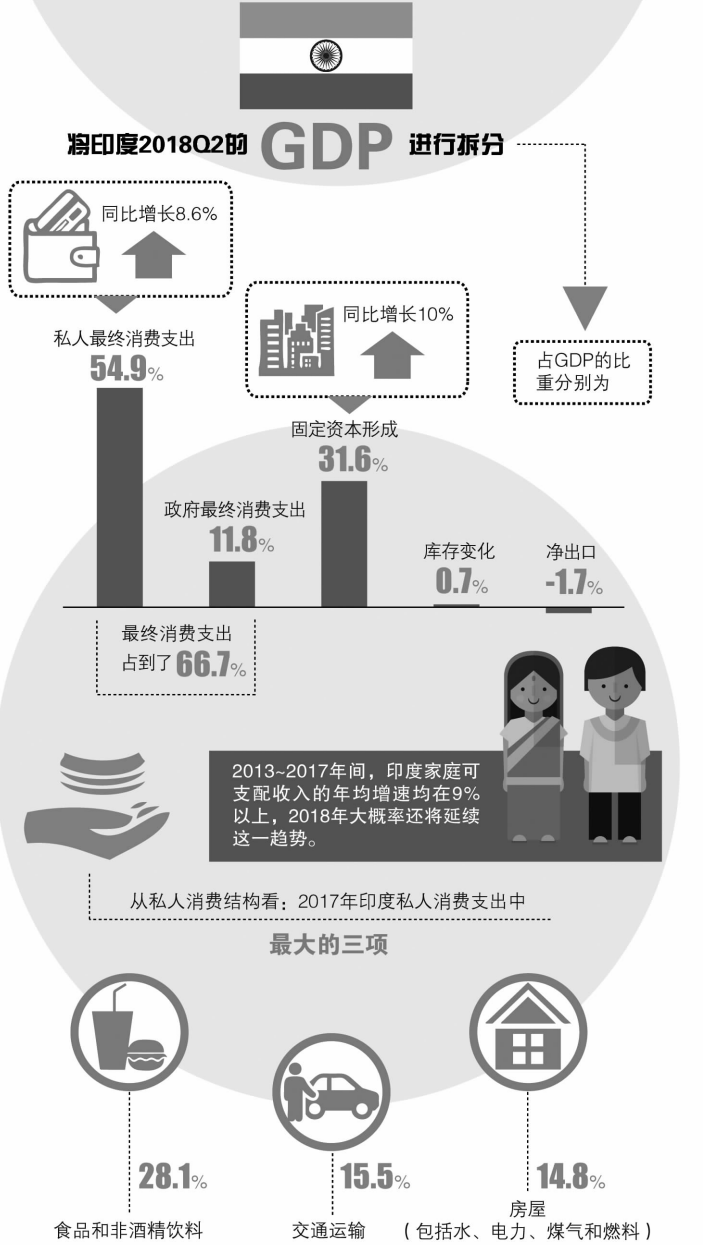 将印度2018Q2的 GDP 进行拆分
同比增长8.6%
私人最终消费支出
54.9%
同比增长10%
占GDP的比
重分别为
固定资本形成
31.6%
政府最终消费支出
11.8%
库存变化
0.7%
净出口
-1.7%
最终消费支出
占到了66.7%
2013~2017年间，印度家庭可
支配收入的年均增速均在9%
以上，2018年大概率还将延续
这一趋势。
从私人消费结构看：2017年印度私人消费支出中
最大的三项
28.1%
食品和非酒精饮料
15.5%
交通运输
14.8%
房屋
（包括水、电力、煤气和燃料）